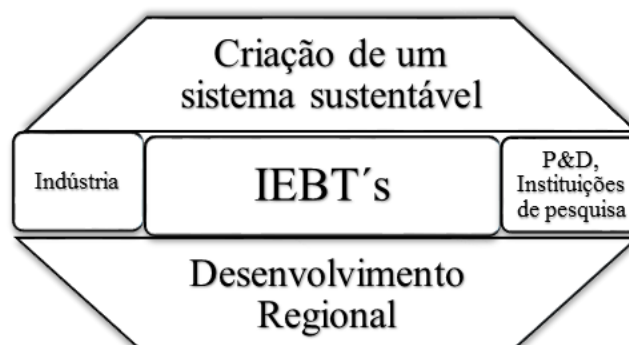 Criação de um
sistema sustentável
Indústria
IEBT´s
P&D,
Instituições
de pesquisa
Desenvolvimento
Regional